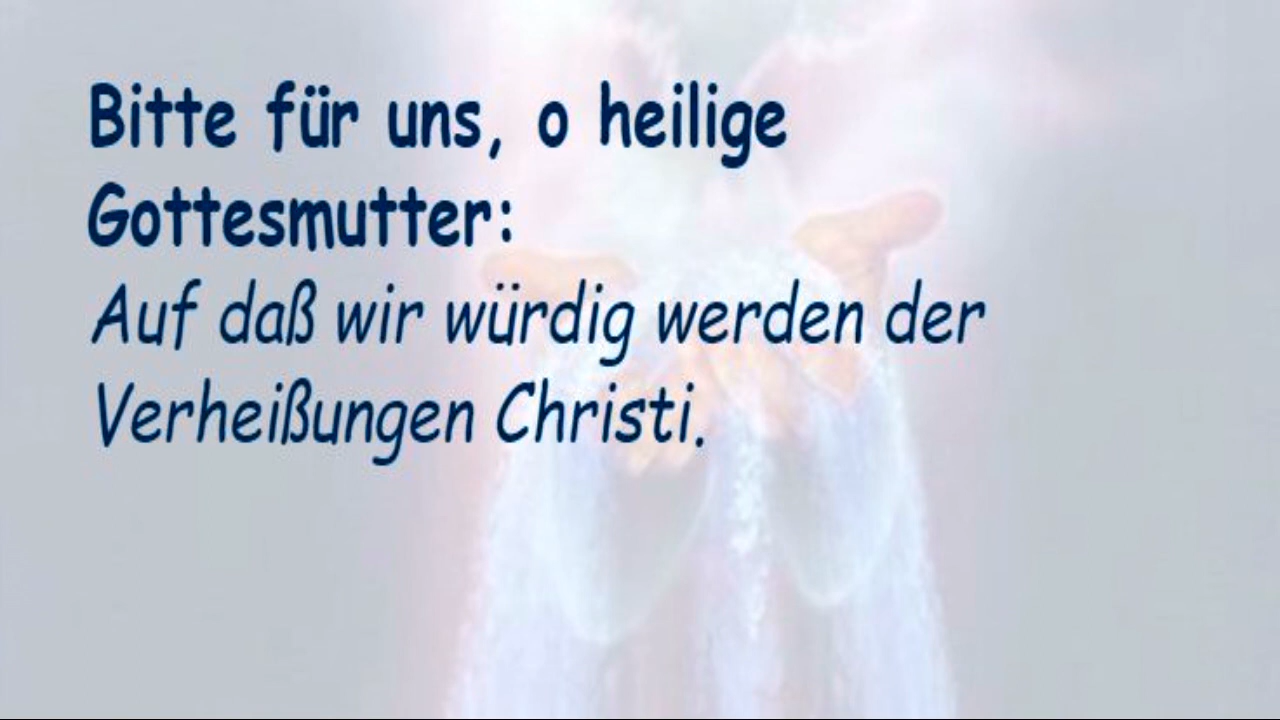 Bitte für uns, o heilige
Gottesmutter:
Auf daß wir würdig werden der
Verheißungen Christi.